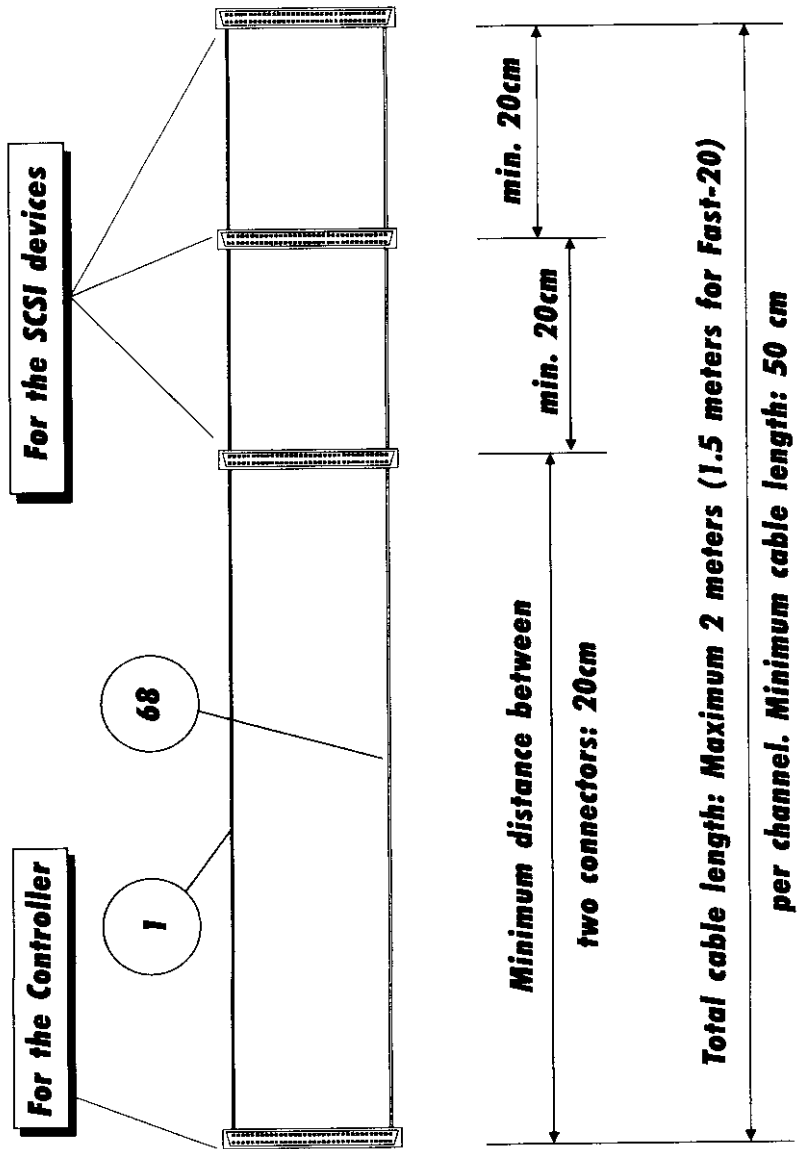 For the Controller
For the SCSI devices
1
68
Minimum distance between
two connectors: 20cm
min. 20cm
min. 20cm
Total cable length: Maximum 2 meters (1.5 meters for Fast-20)
per channel. Minimum cable length: 50 cm